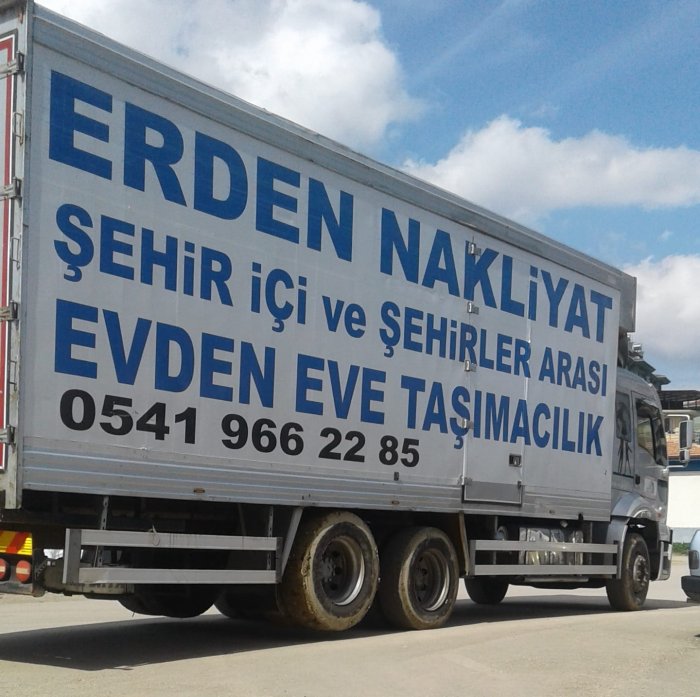 ERDEN NAKLİYAT
ŞEHİR İÇİ ve ŞEHİRLER ARASI
EVDEN EVE TAŞIMACILIK
0541 966 22 85